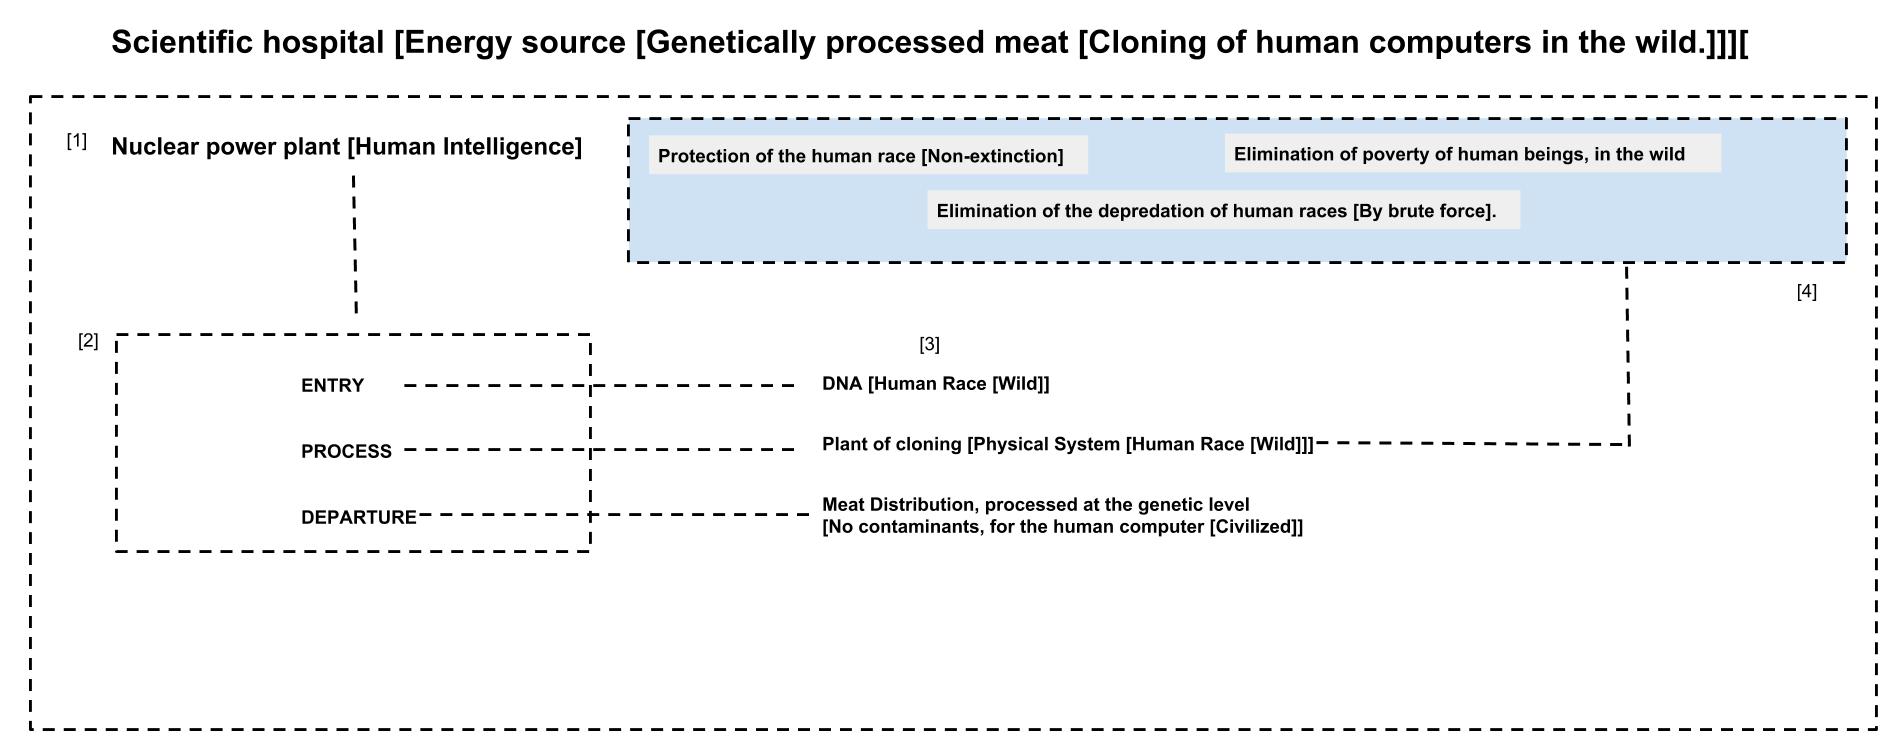 Scientific hospital [Energy source [Genetically processed meat [Cloning of human computers in the wild.]]][
[1]
Nuclear power plant [Human Intelligence]
Protection of the human race [Non-extinction]
Elimination of poverty of human beings, in the wild
Elimination of the depredation of human races [By brute force].
[4]
[2]
[3]
ENTRY
DNA [Human Race [Wild]]
PROCESS
Plant of cloning [Physical System [Human Race [Wild]]]
DEPARTURE
Meat Distribution, processed at the genetic level
[No contaminants, for the human computer [Civilized]]